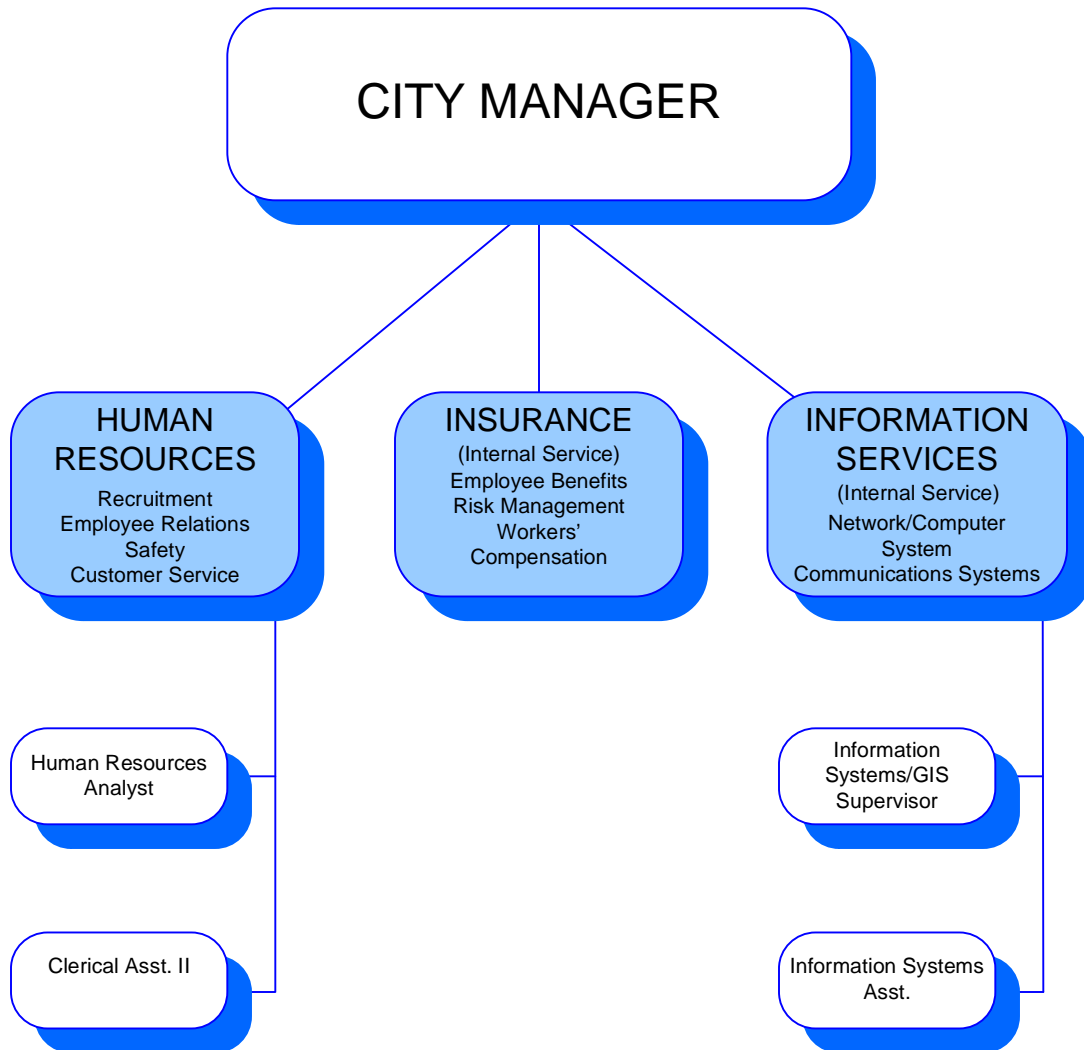 CITY MANAGER
HUMAN
RESOURCES
Recruitment
Employee Relations
Safety
Customer Service
INSURANCE
(Internal Service)
Employee Benefits
Risk Management
Workers’
Compensation
INFORMATION
SERVICES
(Internal Service)
Network/Computer
System
Communications Systems
Human Resources
Analyst
Information
Systems/GIS
Supervisor
Clerical Asst. II
Information Systems
Asst.